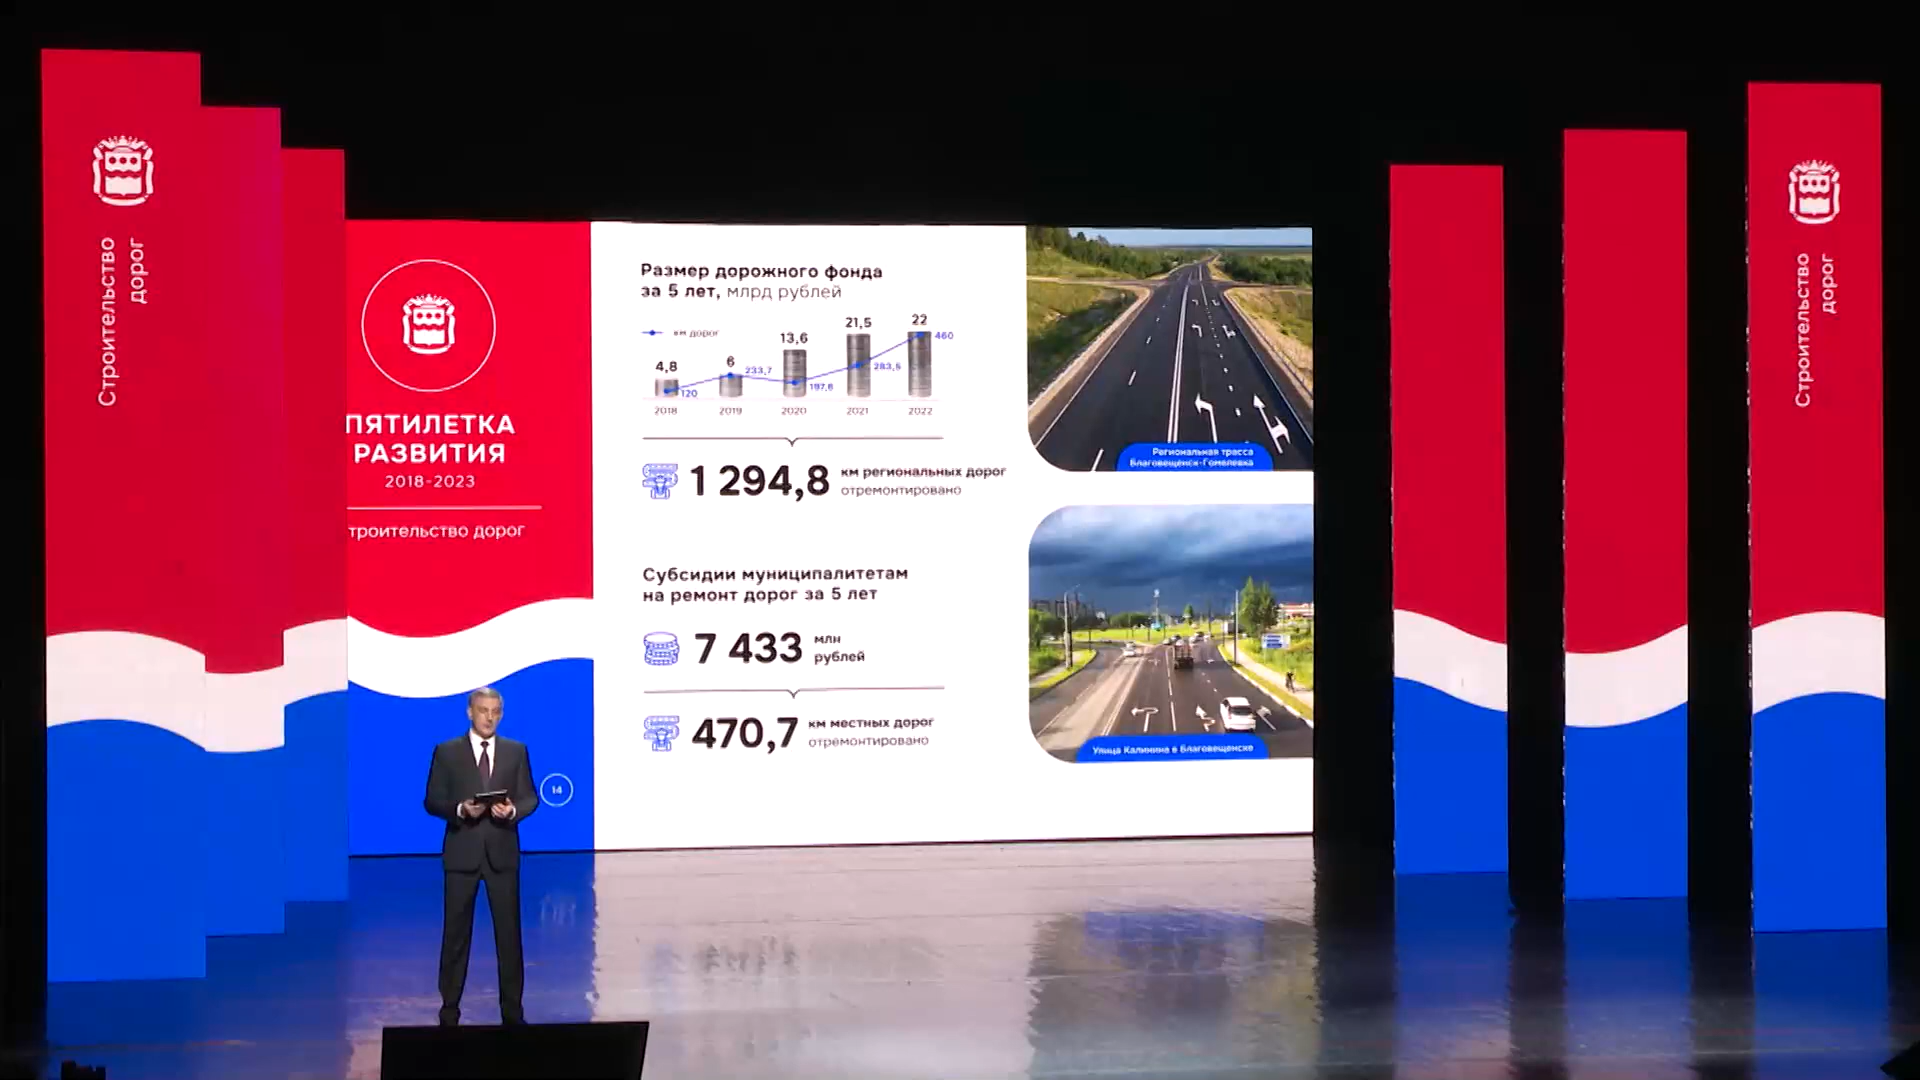 Строительство
дорог
ПЯТИЛЕТКА
РАЗВИТИЯ
2018-2023
троительство дорог
14
Размер дорожного фонда
за 5 лет, млрд рублей
км дорог
4,8
6
13,6
21,5
22
120
233,7
197,8
283,5
460
2018
2019
2020
2021
2022
1 294,8
км региональных дорог
отремонтировано
Субсидии муниципалитетам
на ремонт дорог за 5 лет
7 433
млн
рублей
470,7
км местных дорог
отремонтировано
Региональная трасса
Благовещенск-Гомелевка
Улица Калинина в Благовещенске
Строительство
дорог